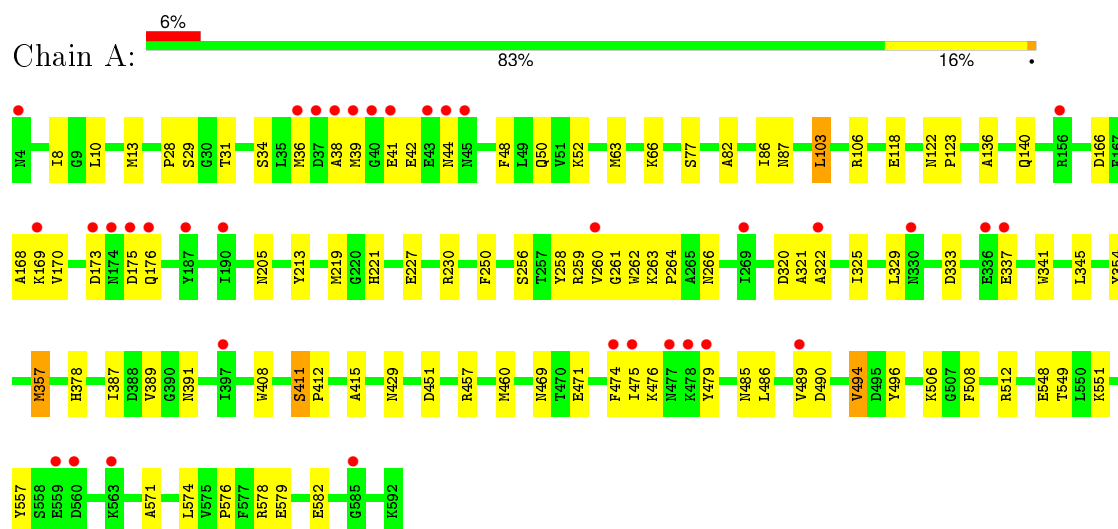 6%
Chain A:
83% 16% •
N4 I8 G9 L10 M13 P28 S29 G30 T31 S34 L35 M36 D37 A38 M39 G40 E41 E42 E43 N44 N45 F48 L49 Q50 V51 K52 M63 K66 S77 A82 I86 N87 L103 R106 E118 N122 P123 A136 Q140 R156 D166 E167
A168 K169 V170 D173 N174 D175 Q176 Y187 I190 N205 Y213 M219 G220 H221 E227 R230 F250 S256 T257 Y258 R259 V260 G261 W262 K263 P264 A265 N266 I269 D320 A321 A322 I325 L329 N330 D333 E336 E337 W341 L345 Y354
M357 H378 I387 D388 V389 G390 N391 I397 W408 S411 P412 A415 N429 D451 R457 M460 N469 T470 E471 F474 I475 K476 N477 K478 Y479 N485 L486 V489 D490 V494 D495 Y496 K506 G507 F508 R512 E548 T549 L550 K551
Y557 S558 E559 D560 K563 A571 L574 V575 P576 F577 R578 E579 E582 G585 K592